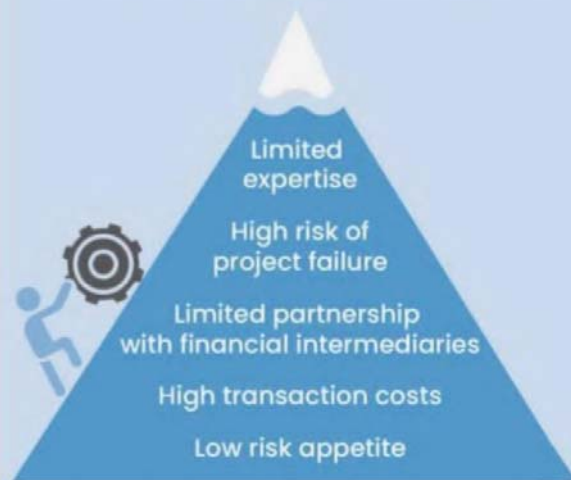 Limited
expertise
High risk of
project failure
Limited partnership
with financial intermediaries
High transaction costs
Low risk appetite